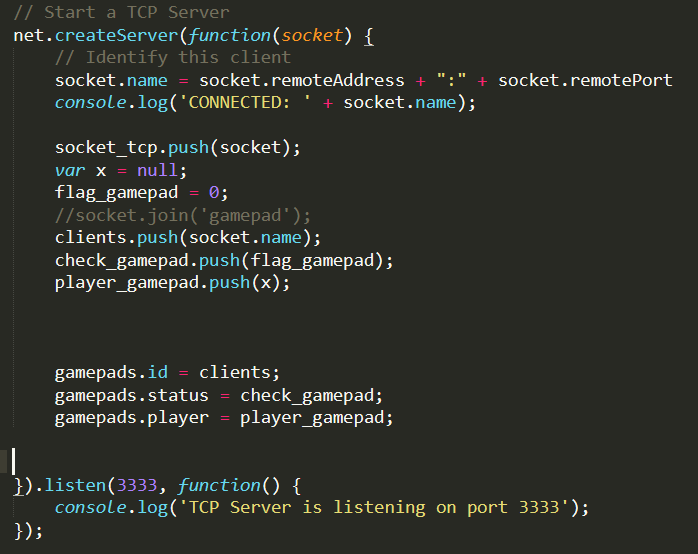 // Start a TCP Server
net.createServer(function(socket) {
// Identify this client
socket.name = socket.remoteAddress + ":" + socket.remotePort
console.log('CONNECTED: ' + socket.name);
socket_tcp.push(socket);
var x = null;
flag_gamepad = 0;
//socket.join('gamepad');
clients.push(socket.name);
check_gamepad.push(flag_gamepad);
player_gamepad.push(x);
gamepads.id = clients;
gamepads.status = check_gamepad;
gamepads.player = player_gamepad;
}).listen(3333, function() {
console.log('TCP Server is listening on port 3333');
});